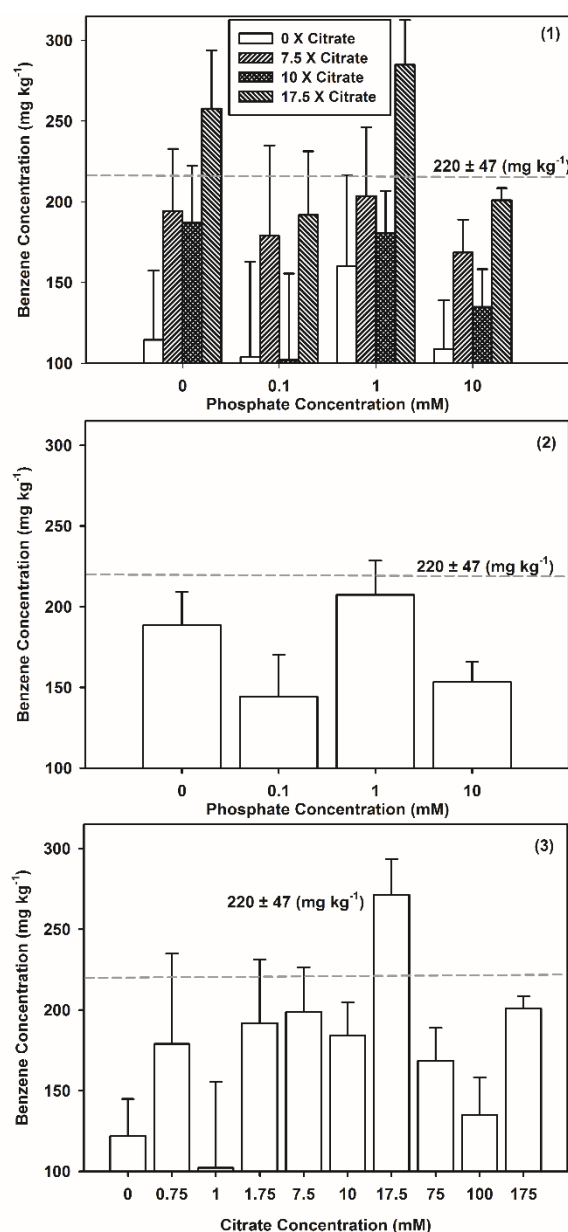 (1)
0 X Citrate
7.5 X Citrate
10 X Citrate
17.5 X Citrate
220 ± 47 (mg kg⁻¹)
Benzene Concentration (mg kg⁻¹)
300
250
200
150
100
0 0.1 1 10
Phosphate Concentration (mM)
(2)
220 ± 47 (mg kg⁻¹)
Benzene Concentration (mg kg⁻¹)
300
250
200
150
100
0 0.1 1 10
Phosphate Concentration (mM)
(3)
220 ± 47 (mg kg⁻¹)
Benzene Concentration (mg kg⁻¹)
300
250
200
150
100
0 0.75 1 1.75 7.5 10 17.5 75 100 175
Citrate Concentration (mM)